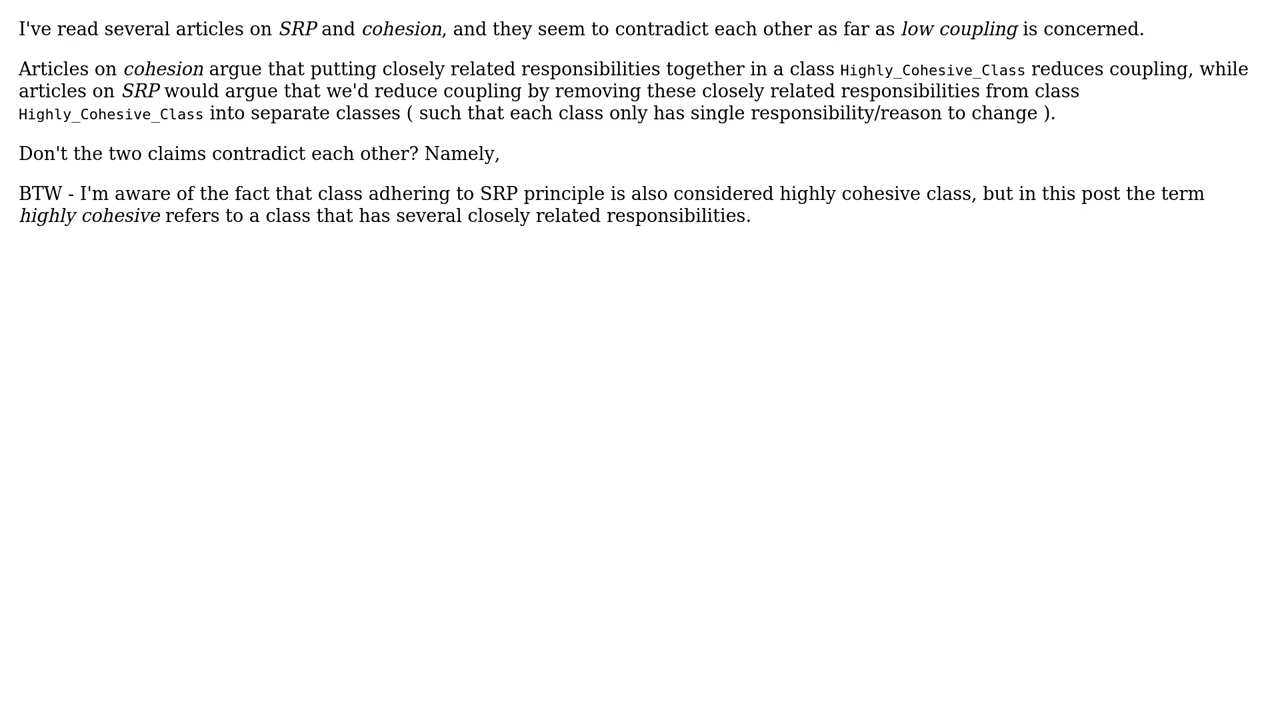 I've read several articles on SRP and cohesion, and they seem to contradict each other as far as low coupling is concerned.
Articles on cohesion argue that putting closely related responsibilities together in a class Highly_Cohesive_Class reduces coupling, while
articles on SRP would argue that we'd reduce coupling by removing these closely related responsibilities from class
Highly_Cohesive_Class into separate classes ( such that each class only has single responsibility/reason to change ).
Don't the two claims contradict each other? Namely,
BTW - I'm aware of the fact that class adhering to SRP principle is also considered highly cohesive class, but in this post the term
highly cohesive refers to a class that has several closely related responsibilities.